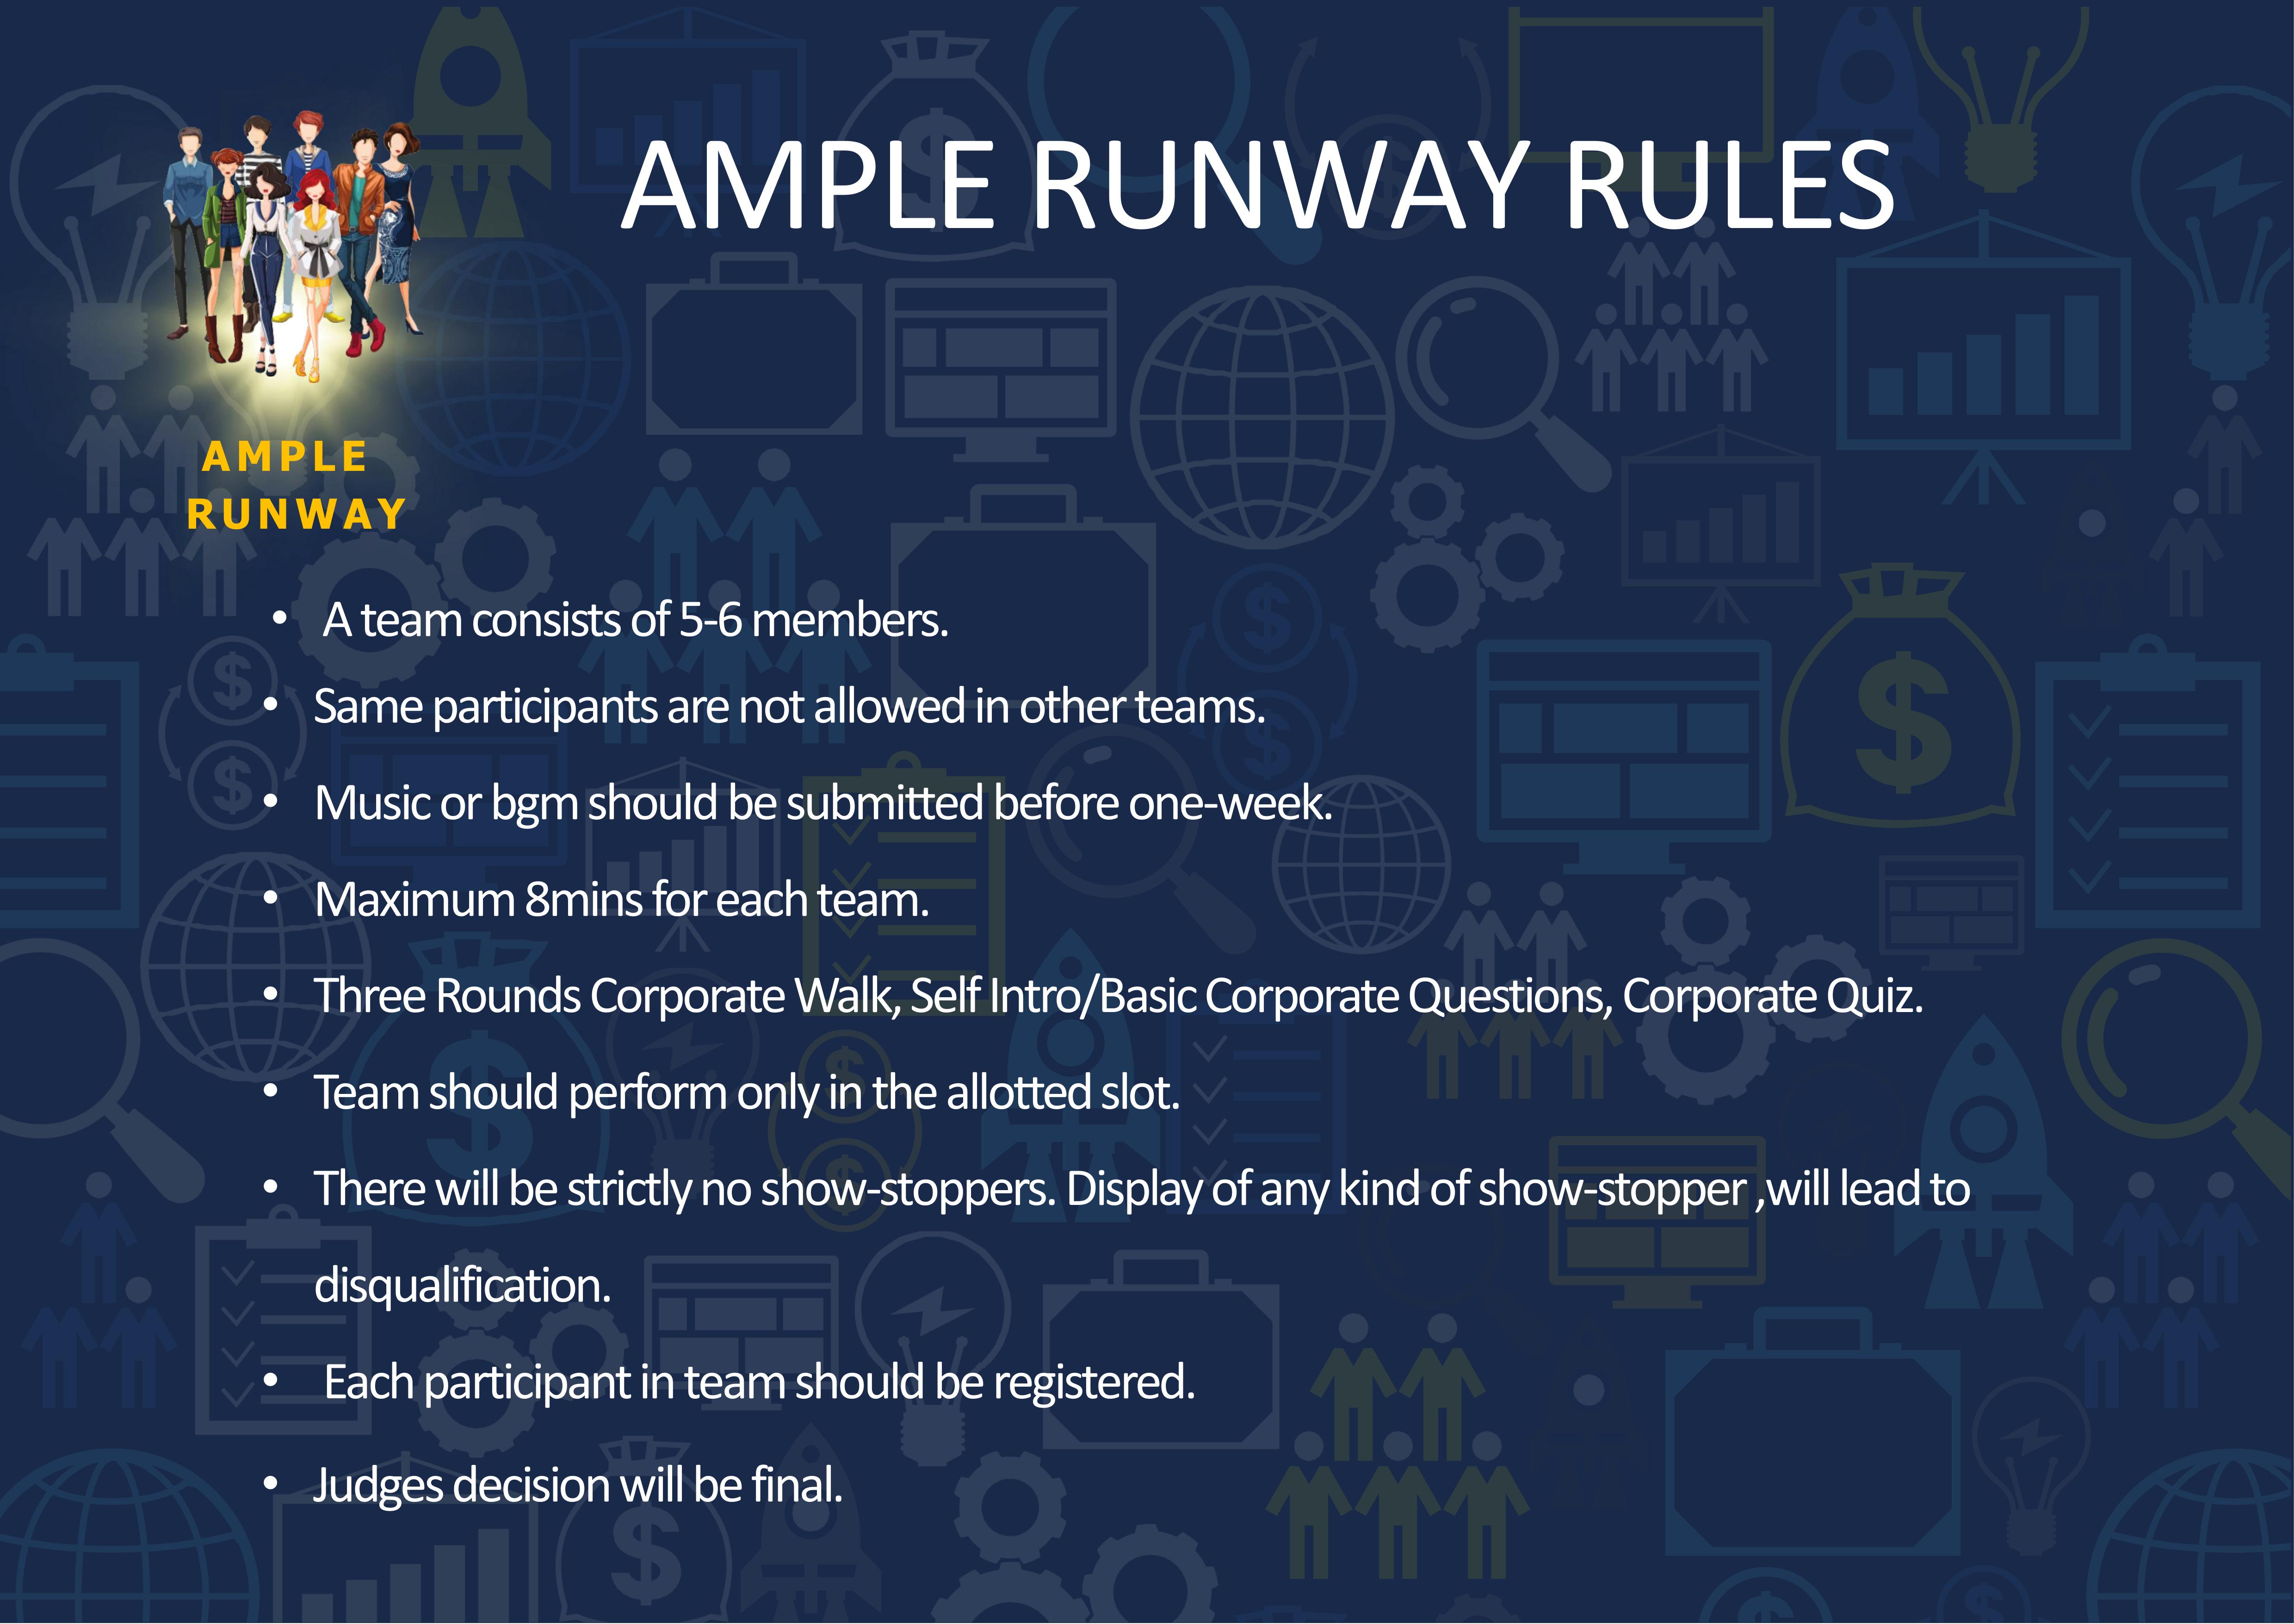 AMPLE RUNWAY RULES
AMPLE
RUNWAY
• A team consists of 5-6 members.
• Same participants are not allowed in other teams.
• Music or bgm should be submitted before one-week.
• Maximum 8mins for each team.
• Three Rounds Corporate Walk, Self Intro/Basic Corporate Questions, Corporate Quiz.
• Team should perform only in the allotted slot.
• There will be strictly no show-stoppers. Display of any kind of show-stopper ,will lead to
disqualification.
• Each participant in team should be registered.
• Judges decision will be final.